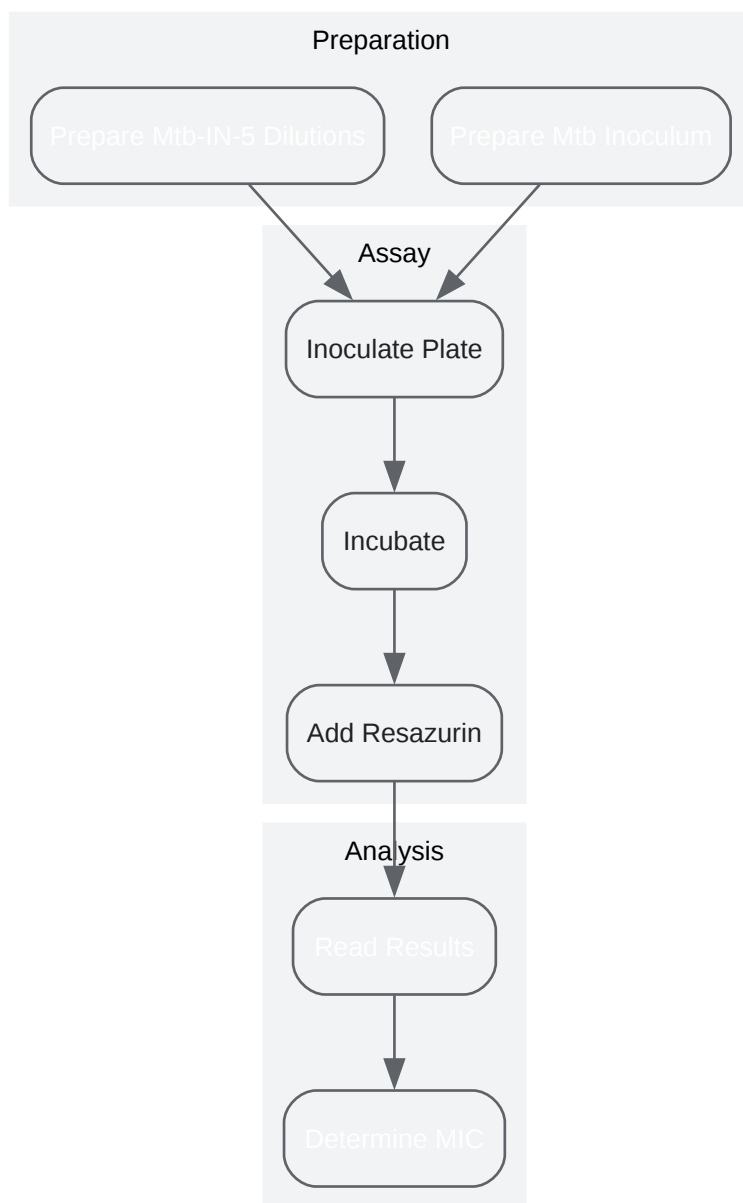 Preparation
Prepare Mtb-IN-5 Dilutions
Prepare Mtb Inoculum
Assay
Inoculate Plate
Incubate
Add Resazurin
Analysis
Read Results
Determine MIC